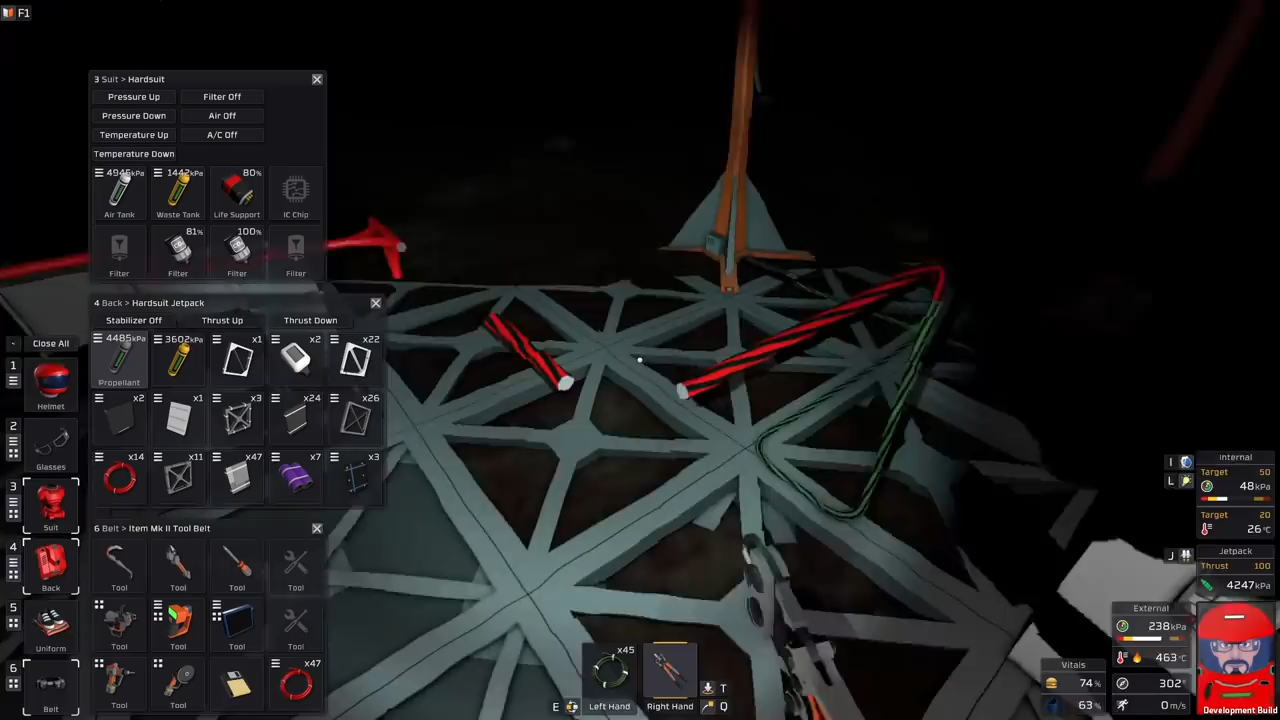 F1
3 Suit > Hardsuit
Pressure Up
Filter Off
Pressure Down
Air Off
Temperature Up
A/C Off
Temperature Down
4946kPa
1442kPa
80%
Air Tank
Waste Tank
Life Support
IC Chip
81%
100%
Filter
Filter
Filter
Filter
4 Back > Hardsuit Jetpack
Stabilizer Off
Thrust Up
Thrust Down
4485kPa
3602kPa
x1
x2
x22
Propellant
x2
x1
x3
x24
x26
x14
x11
x47
x7
x3
6 Belt > Item Mk II Tool Belt
Tool
Tool
Tool
Tool
Tool
Tool
Tool
Tool
x47
Tool
Tool
Close All
1
Helmet
2
Glasses
3
Suit
4
Back
5
Uniform
6
Belt
x45
E
Left Hand
Right Hand
T
Q
I
L
Internal
Target 50
48kPa
Target 20
26°C
J
Jetpack
Thrust 100
4247kPa
External
238kPa
463°C
302°
0m/s
Vitals
74%
63%
Development Build